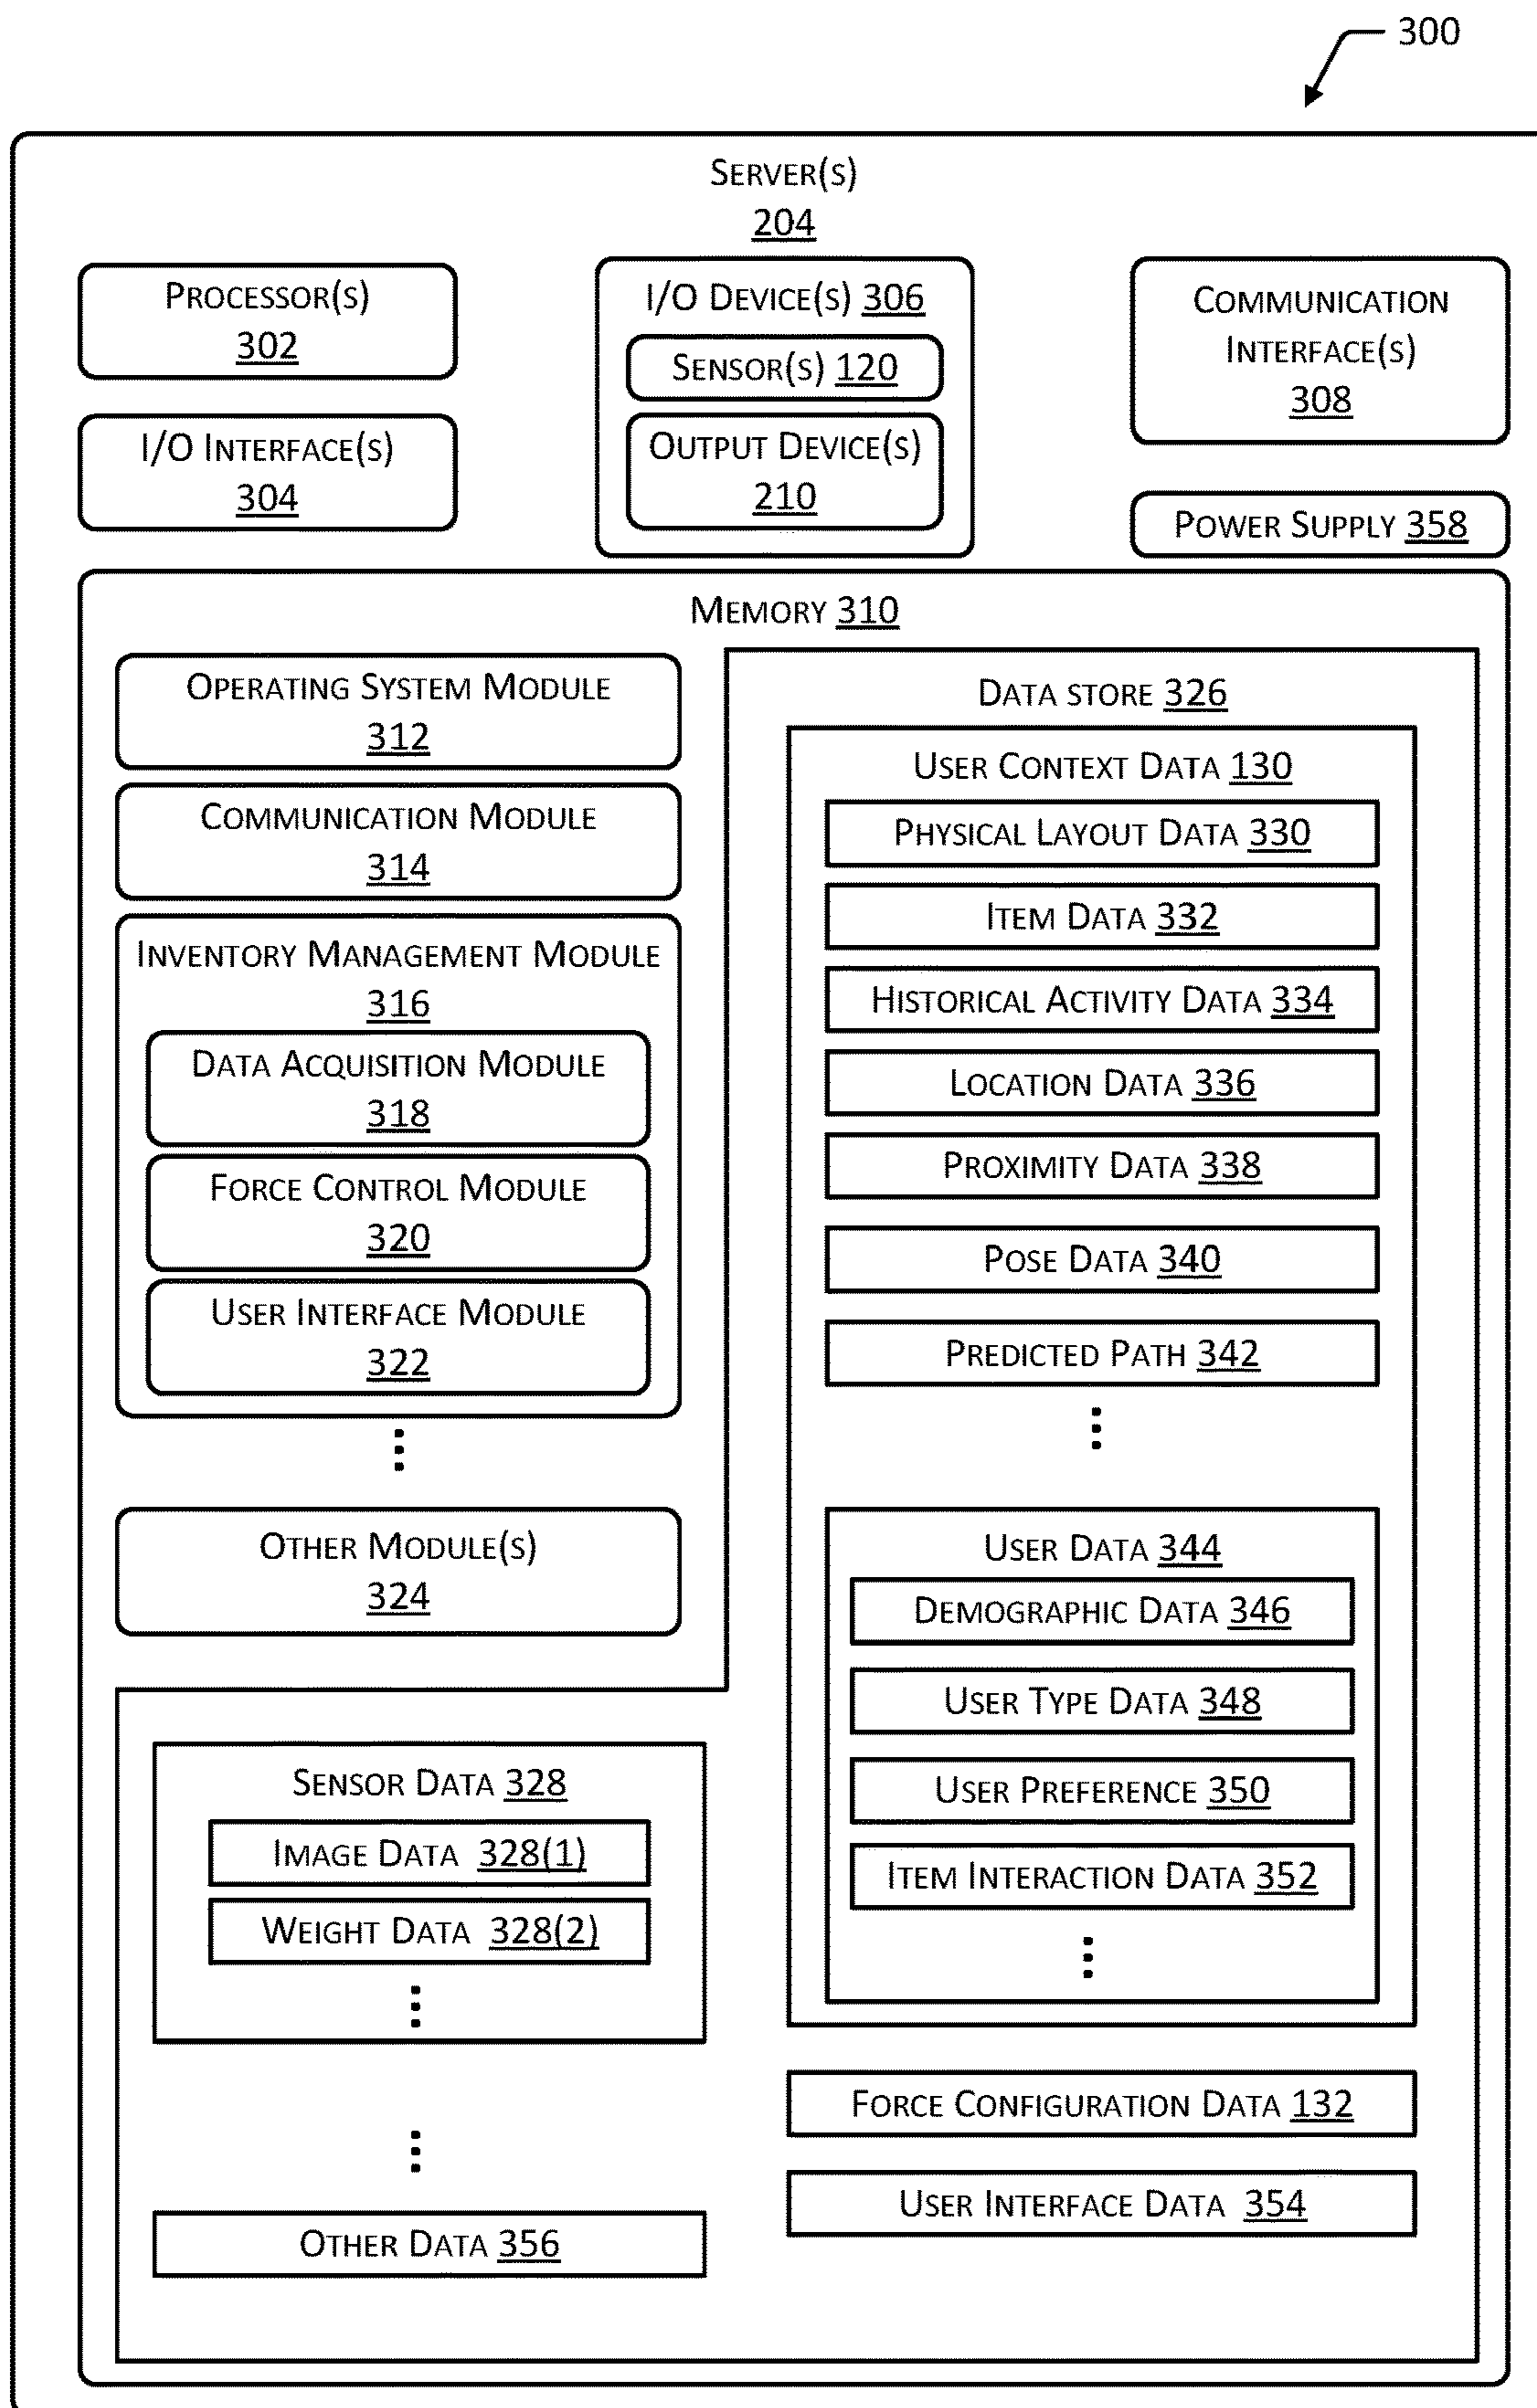 300
SERVER(S)
204
PROCESSOR(S)
302
I/O INTERFACE(S)
304
I/O DEVICE(S) 306
SENSOR(S) 120
OUTPUT DEVICE(S)
210
COMMUNICATION
INTERFACE(S)
308
POWER SUPPLY 358
MEMORY 310
OPERATING SYSTEM MODULE
312
COMMUNICATION MODULE
314
INVENTORY MANAGEMENT MODULE
316
DATA ACQUISITION MODULE
318
FORCE CONTROL MODULE
320
USER INTERFACE MODULE
322
OTHER MODULE(S)
324
DATA STORE 326
USER CONTEXT DATA 130
PHYSICAL LAYOUT DATA 330
ITEM DATA 332
HISTORICAL ACTIVITY DATA 334
LOCATION DATA 336
PROXIMITY DATA 338
POSE DATA 340
PREDICTED PATH 342
USER DATA 344
DEMOGRAPHIC DATA 346
USER TYPE DATA 348
USER PREFERENCE 350
ITEM INTERACTION DATA 352
SENSOR DATA 328
IMAGE DATA 328(1)
WEIGHT DATA 328(2)
FORCE CONFIGURATION DATA 132
USER INTERFACE DATA 354
OTHER DATA 356